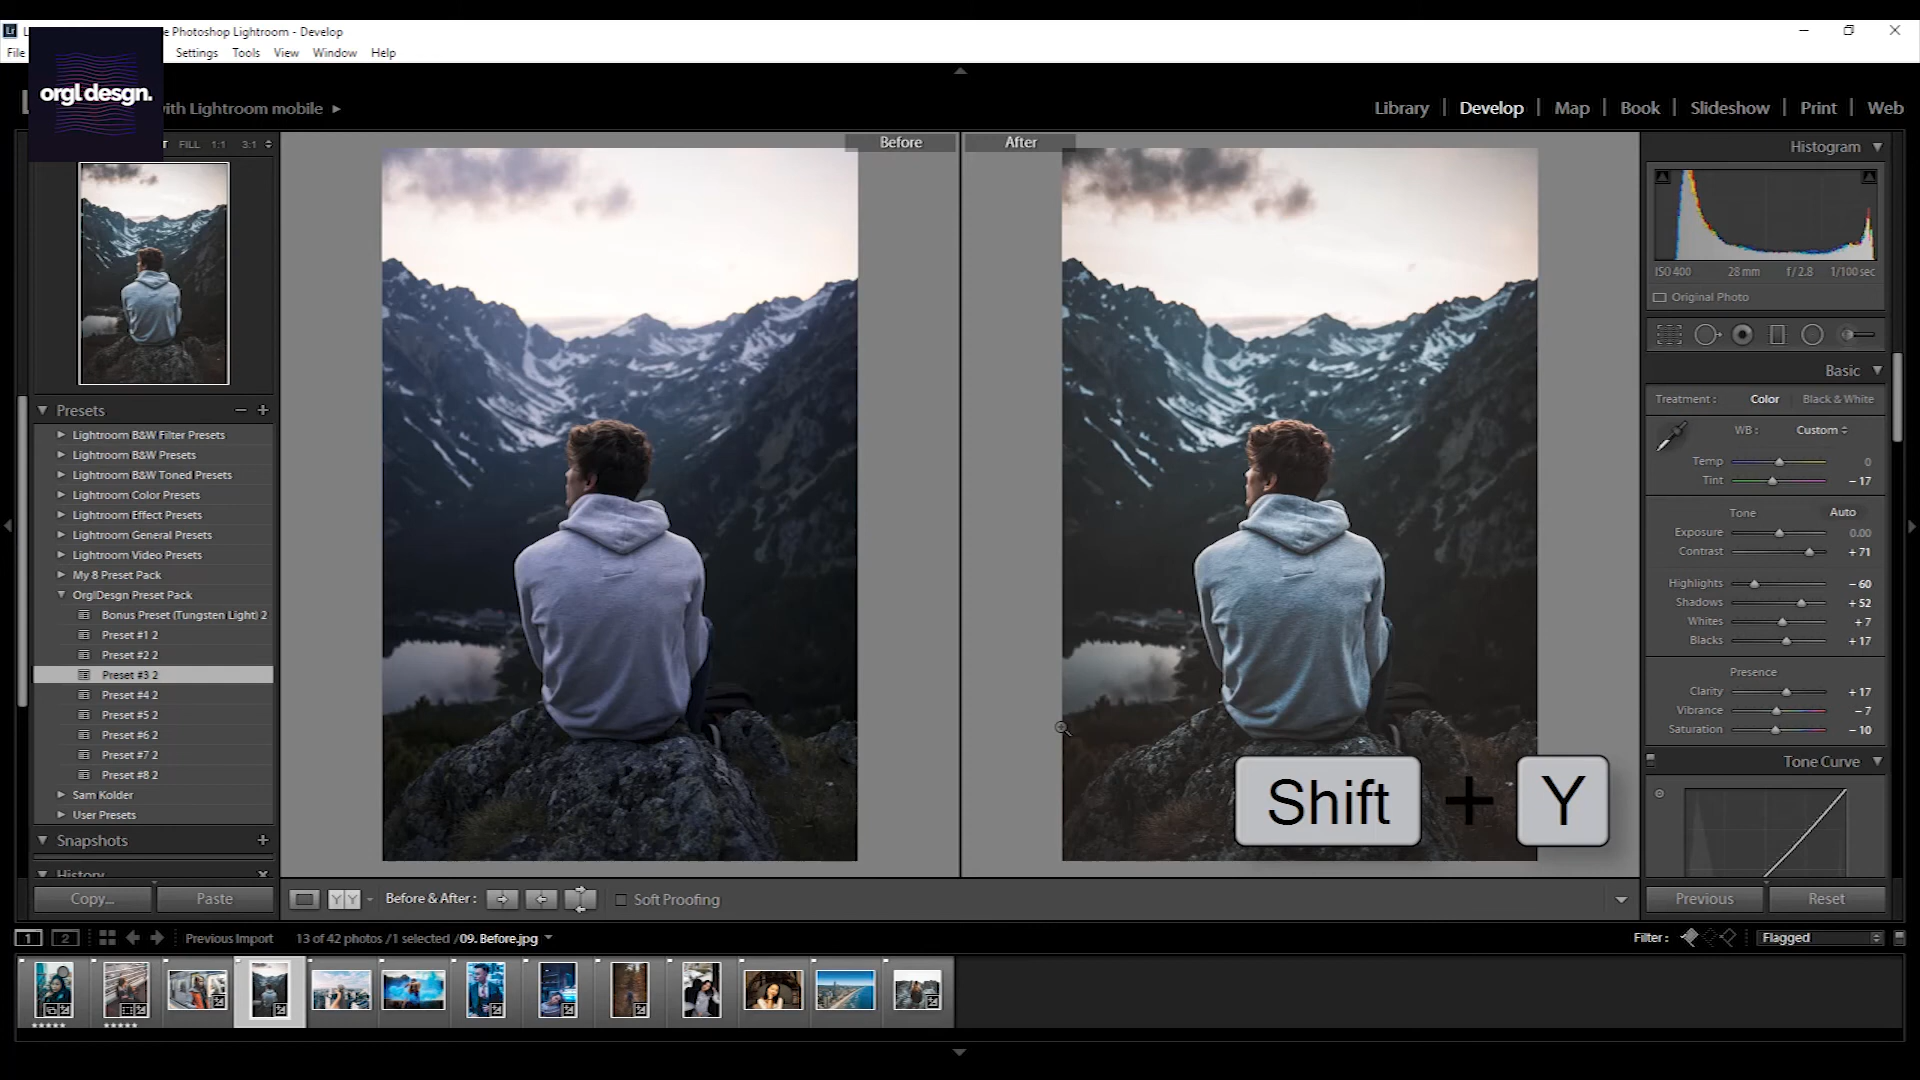 Photoshop Lightroom - Develop
File
Settings
Tools
View
Window
Help
orgl desgn.
with Lightroom mobile
Library
Develop
Map
Book
Slideshow
Print
Web
FILL
1:1
3:1
Before
After
Histogram
ISO 400
28 mm
f / 2.8
1/100 sec
Original Photo
Basic
Treatment :
Color
Black & White
WB :
Custom
Temp
0
Tint
– 17
Tone
Auto
Exposure
0.00
Contrast
+ 71
Highlights
– 60
Shadows
+ 52
Whites
+ 7
Blacks
+ 17
Presence
Clarity
+ 17
Vibrance
– 7
Saturation
– 10
Tone Curve
Presets
Lightroom B&W Filter Presets
Lightroom B&W Presets
Lightroom B&W Toned Presets
Lightroom Color Presets
Lightroom Effect Presets
Lightroom General Presets
Lightroom Video Presets
My 8 Preset Pack
OrglDesgn Preset Pack
Bonus Preset (Tungsten Light) 2
Preset #1 2
Preset #2 2
Preset #3 2
Preset #4 2
Preset #5 2
Preset #6 2
Preset #7 2
Preset #8 2
Sam Kolder
User Presets
Snapshots
History
Shift + Y
Copy...
Paste
YY
Before & After :
Soft Proofing
Previous
Reset
1
2
Previous Import
13 of 42 photos /1 selected /09. Before.jpg
Filter :
Flagged